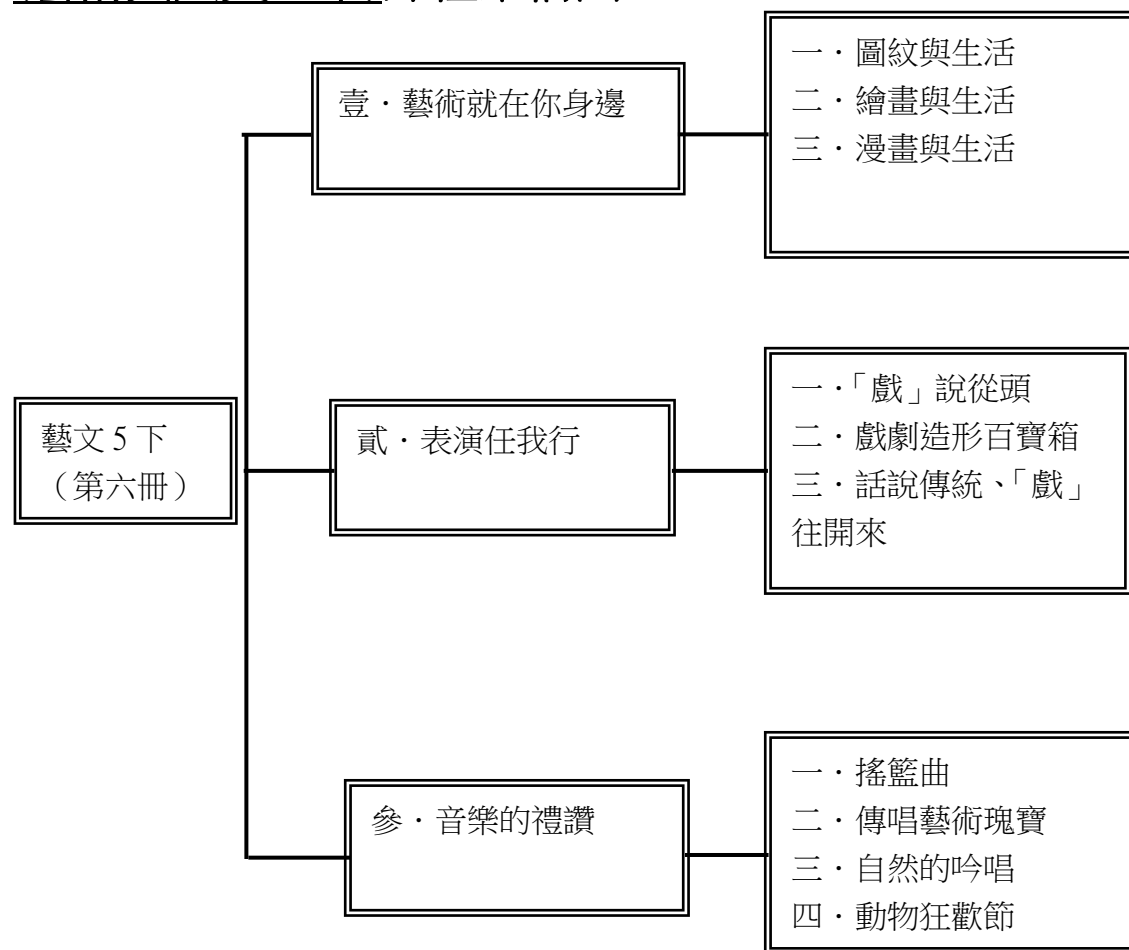 壹．藝術就在你身邊
一．圖紋與生活
二．繪畫與生活
三．漫畫與生活
藝文 5 下
（第六冊）
貳．表演任我行
一．「戲」說從頭
二．戲劇造形百寶箱
三．話說傳統、「戲」
往開來
參．音樂的禮讚
一．搖籃曲
二．傳唱藝術瑰寶
三．自然的吟唱
四．動物狂歡節